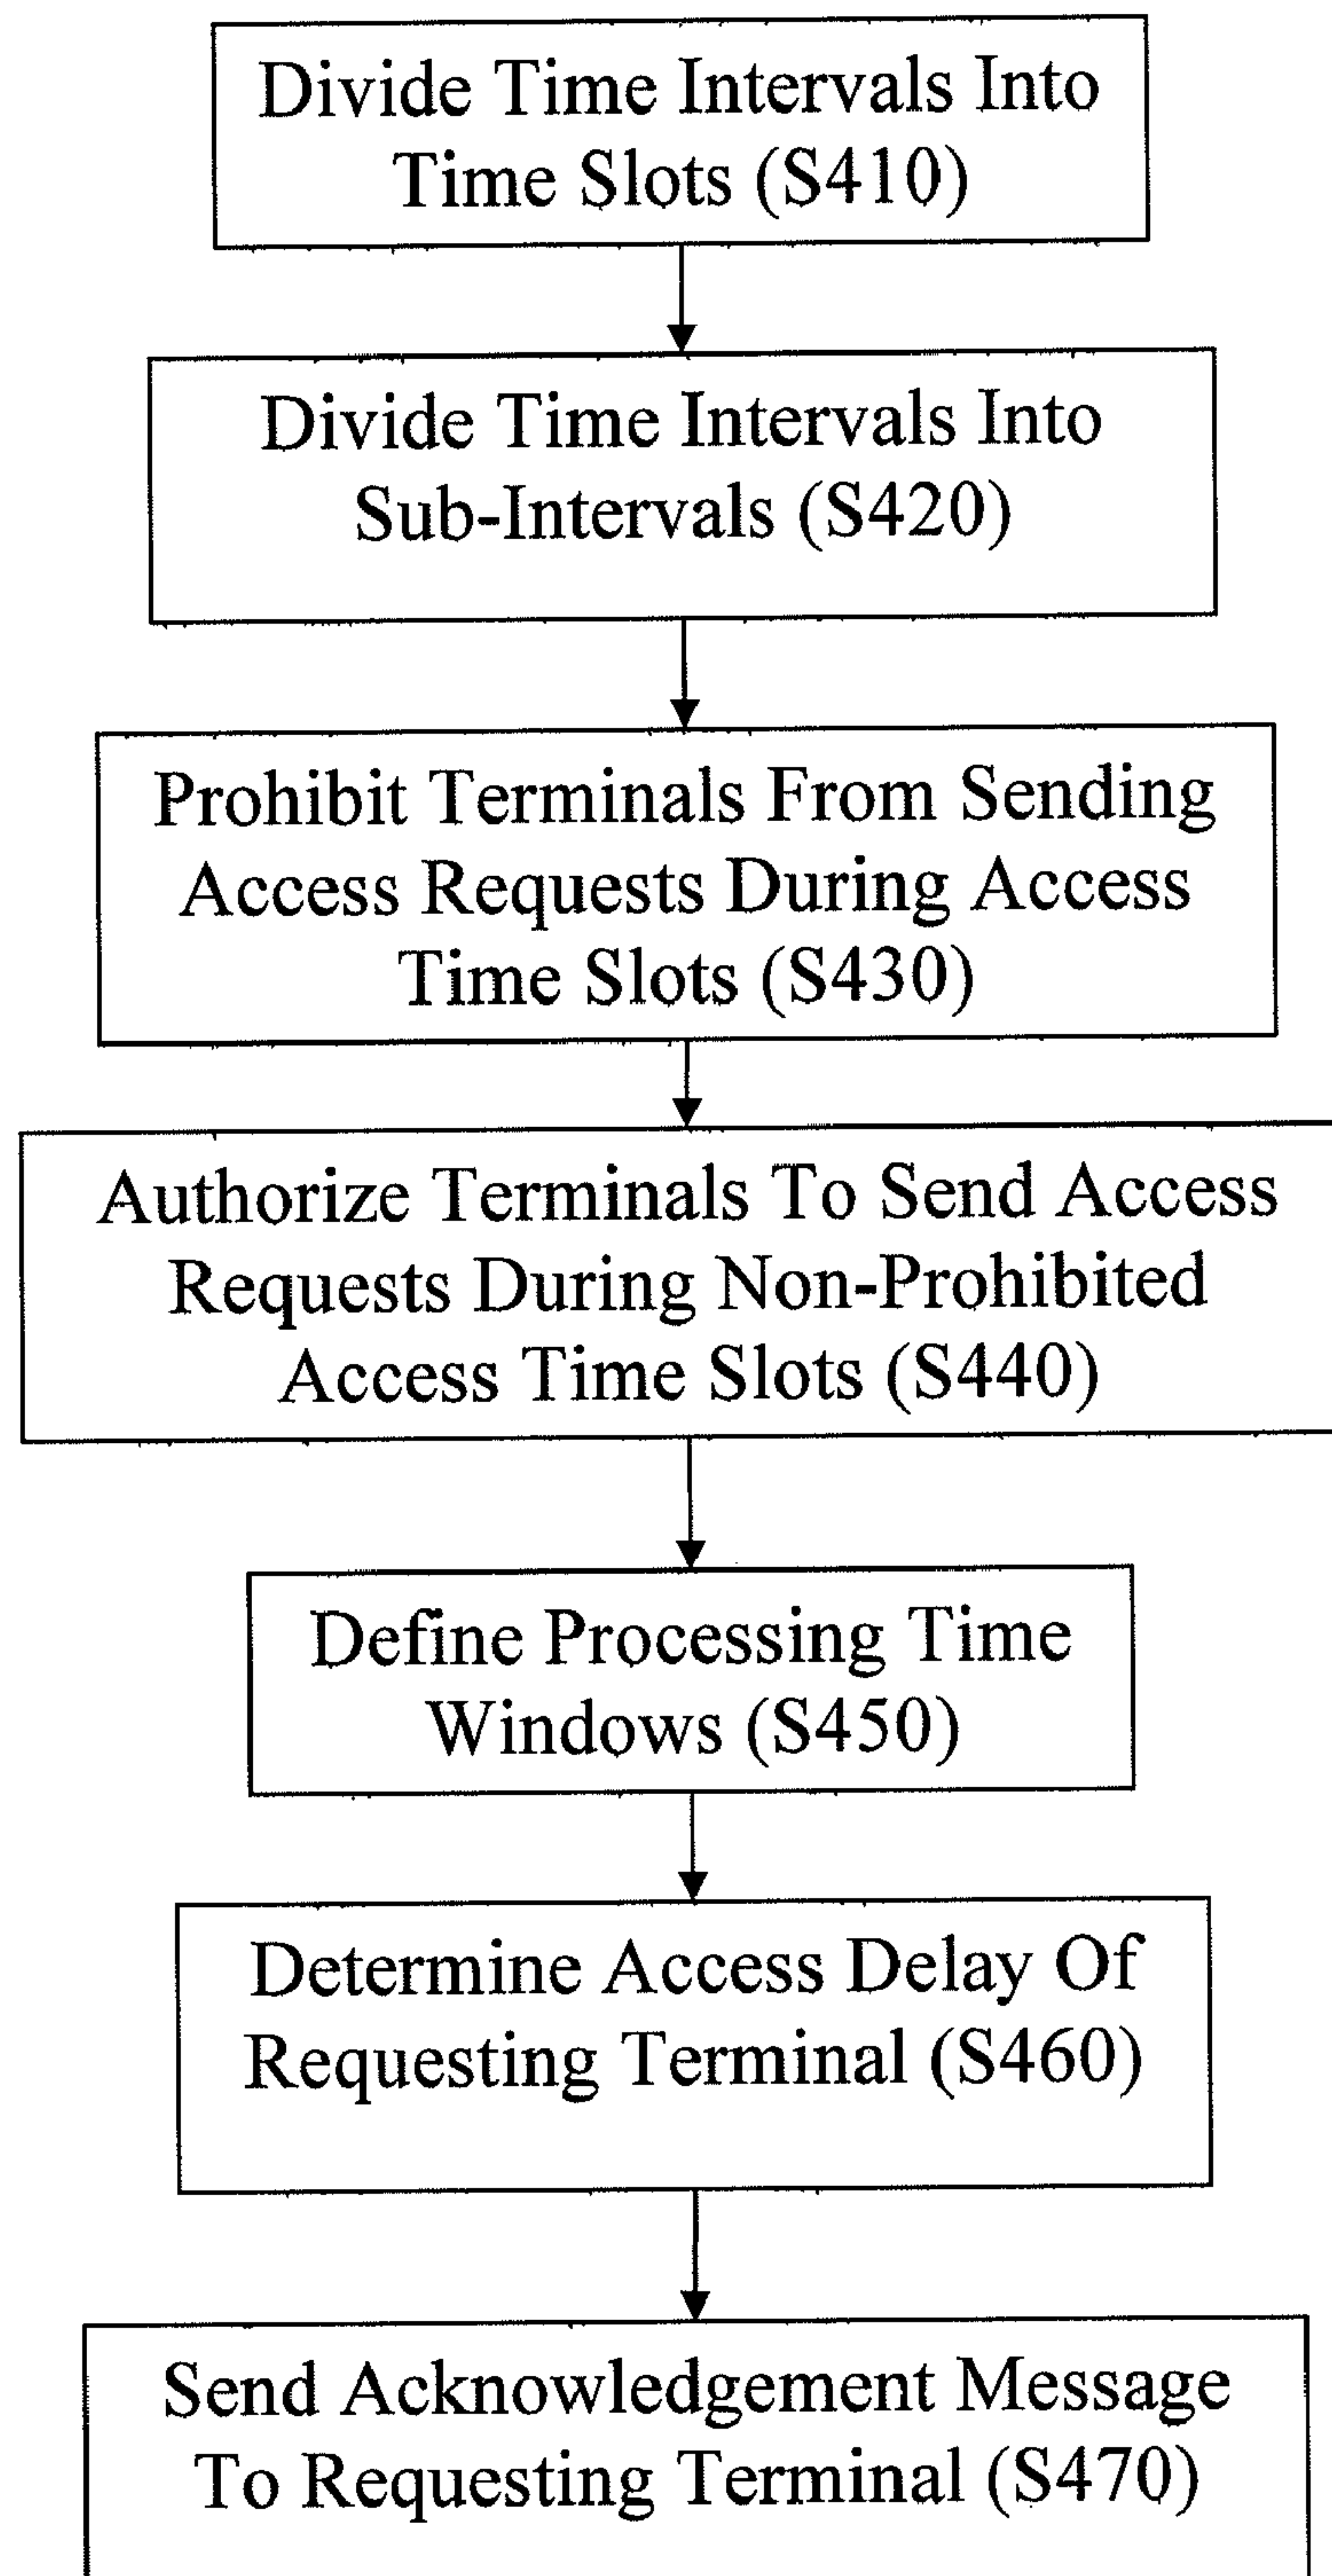 Divide Time Intervals Into
Time Slots (S410)
Divide Time Intervals Into
Sub-Intervals (S420)
Prohibit Terminals From Sending
Access Requests During Access
Time Slots (S430)
Authorize Terminals To Send Access
Requests During Non-Prohibited
Access Time Slots (S440)
Define Processing Time
Windows (S450)
Determine Access Delay Of
Requesting Terminal (S460)
Send Acknowledgement Message
To Requesting Terminal (S470)